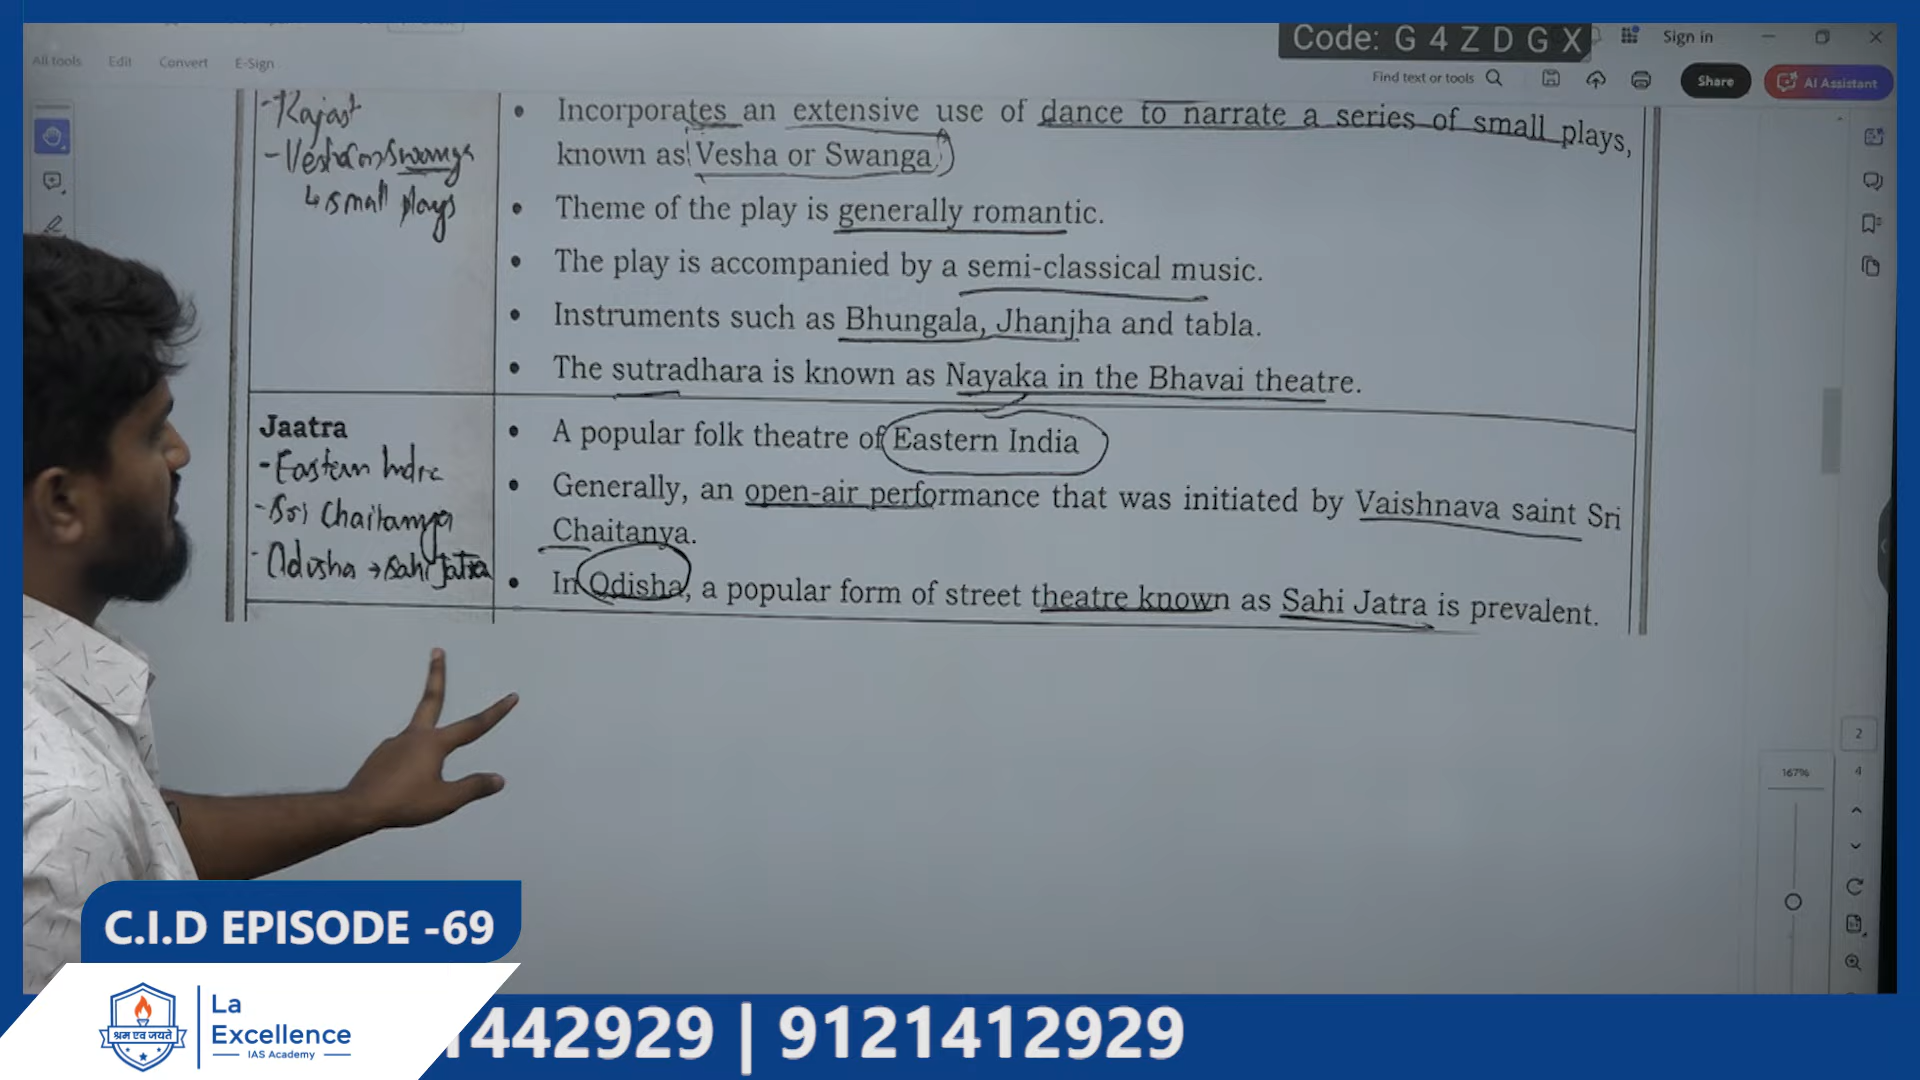 Code: G 4 Z D G X
Sign in
All tools
Edit
Convert
E-Sign
Find text or tools
Share
AI Assistant
- Rajast
- Vesha or Swanga
↳ small plays
• Incorporates an extensive use of dance to narrate a series of small plays,
known as Vesha or Swanga.
• Theme of the play is generally romantic.
• The play is accompanied by a semi-classical music.
• Instruments such as Bhungala, Jhanjha and tabla.
• The sutradhara is known as Nayaka in the Bhavai theatre.
Jaatra
- Eastern India
- Sri Chaitanya
- Odisha → Sahi Jatra
• A popular folk theatre of Eastern India
• Generally, an open-air performance that was initiated by Vaishnava saint Sri
Chaitanya.
• In Odisha, a popular form of street theatre known as Sahi Jatra is prevalent.
2
4
167%
C.I.D EPISODE -69
श्रम एव जयते
La
Excellence
IAS Academy
442929 | 9121412929